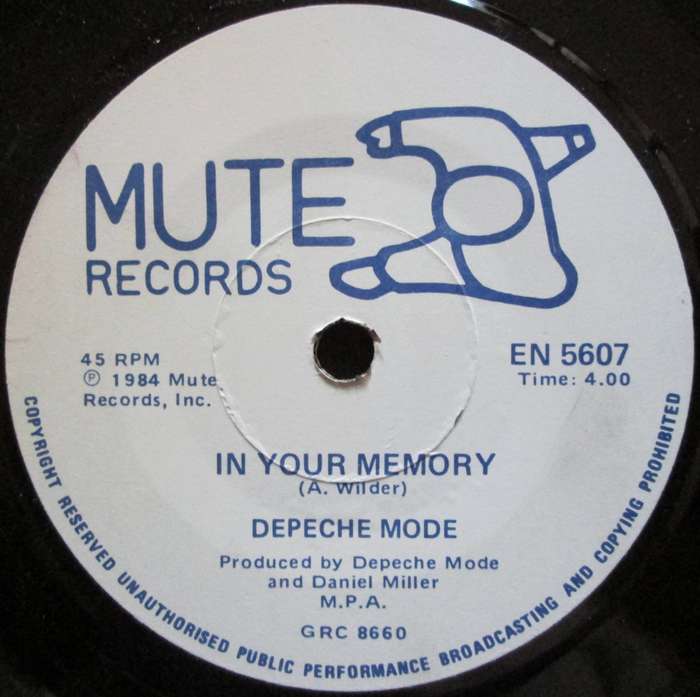 MUTE
RECORDS
45 RPM
℗ 1984 Mute
Records, Inc.
EN 5607
Time: 4.00
IN YOUR MEMORY
(A. Wilder)
DEPECHE MODE
Produced by Depeche Mode
and Daniel Miller
M.P.A.
GRC 8660
COPYRIGHT RESERVED UNAUTHORISED PUBLIC PERFORMANCE BROADCASTING AND COPYING PROHIBITED